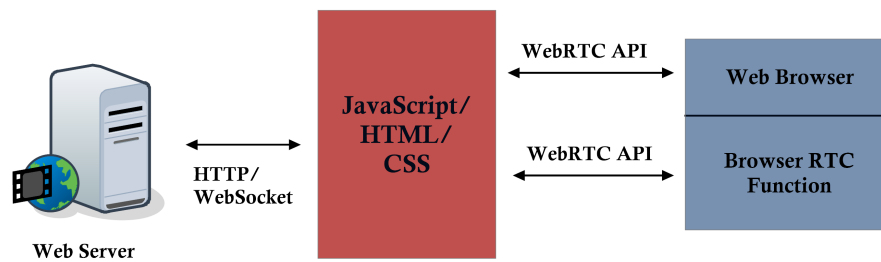 Web Server
HTTP/
WebSocket
JavaScript/
HTML/
CSS
WebRTC API
WebRTC API
Web Browser
Browser RTC
Function